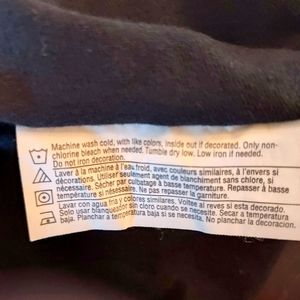 Machine wash cold, with like colors, inside out if decorated. Only non-
chlorine bleach when needed. Tumble dry low. Low iron if needed.
Do not iron decoration.
Laver à la machine à l'eau froid, avec couleurs similaires, à l'envers si
décorations. Utiliser seulement agent de blanchiment sans chlore, si
nécessaire. Sécher par culbatage à basse temperature. Repasser à basse
température, si nécessaire. Ne pas repasser la garniture.
Lavar con agua fria y colores similares. Voltee al reves si esta decorado.
Solo usar blanqueador sin cloro cuando se necesite. Secar a temperatura
baja. Planchar a temperatura baja si se necesita. No planchar la decoracion.